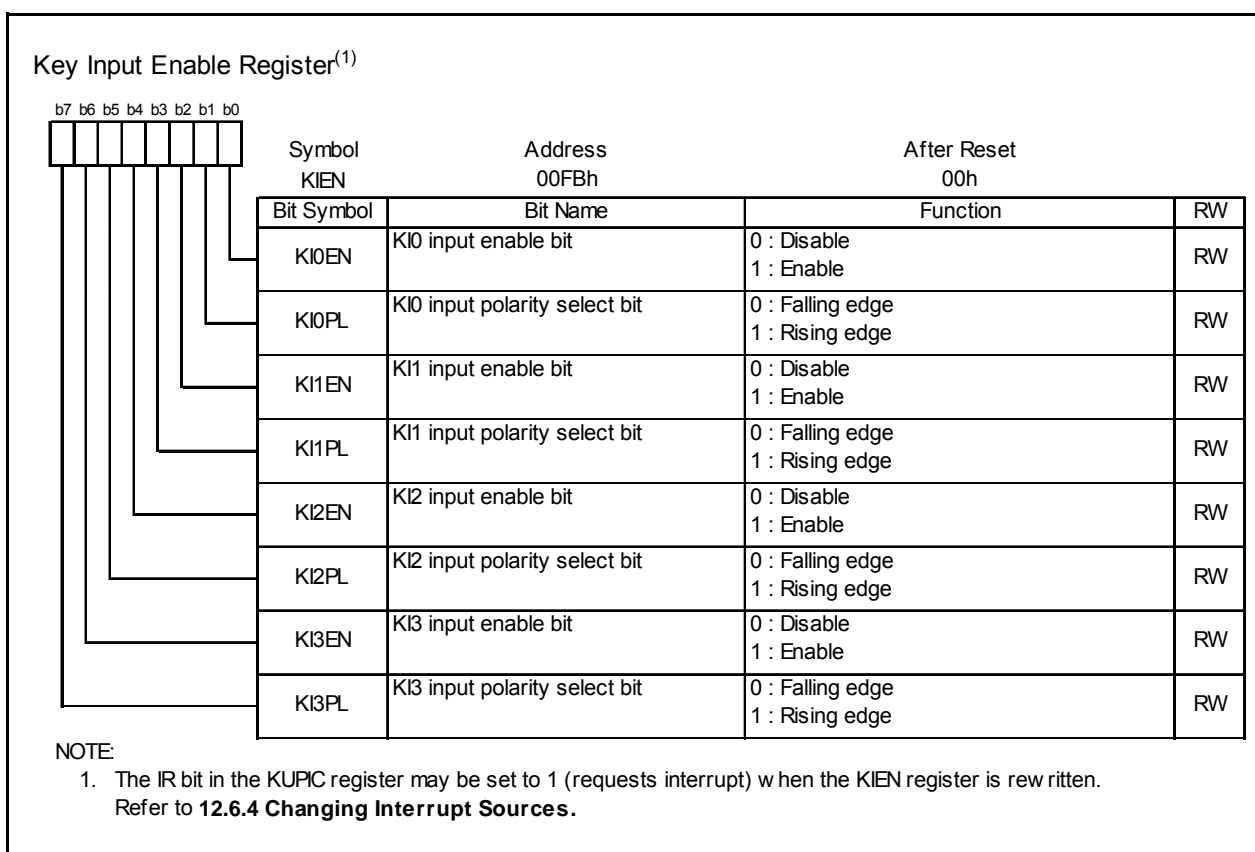 Key Input Enable Register(1)
b7 b6 b5 b4 b3 b2 b1 b0
Symbol Address After Reset
KIEN 00FBh 00h
Bit Symbol Bit Name Function RW
KI0EN KI0 input enable bit 0 : Disable RW
1 : Enable
KI0PL KI0 input polarity select bit 0 : Falling edge RW
1 : Rising edge
KI1EN KI1 input enable bit 0 : Disable RW
1 : Enable
KI1PL KI1 input polarity select bit 0 : Falling edge RW
1 : Rising edge
KI2EN KI2 input enable bit 0 : Disable RW
1 : Enable
KI2PL KI2 input polarity select bit 0 : Falling edge RW
1 : Rising edge
KI3EN KI3 input enable bit 0 : Disable RW
1 : Enable
KI3PL KI3 input polarity select bit 0 : Falling edge RW
1 : Rising edge
NOTE:
1. The IR bit in the KUPIC register may be set to 1 (requests interrupt) when the KIEN register is rewritten.
Refer to 12.6.4 Changing Interrupt Sources.